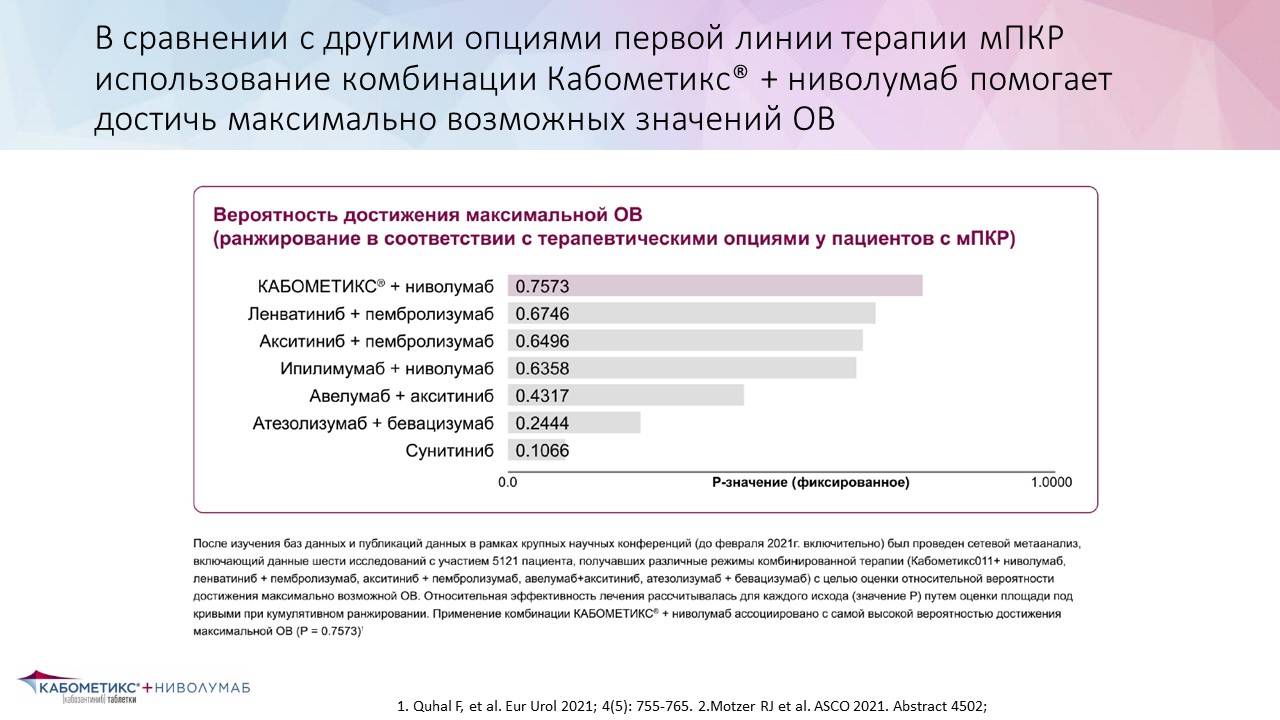 В сравнении с другими опциями первой линии терапии мПКР
использование комбинации Кабометикс® + ниволумаб помогает
достичь максимально возможных значений ОВ
Вероятность достижения максимальной ОВ
(ранжирование в соответствии с терапевтическими опциями у пациентов с мПКР)
КАБОМЕТИКС® + ниволумаб 0.7573
Ленватиниб + пембролизумаб 0.6746
Акситиниб + пембролизумаб 0.6496
Ипилимумаб + ниволумаб 0.6358
Авелумаб + акситиниб 0.4317
Атезолизумаб + бевацизумаб 0.2444
Сунитиниб 0.1066
0.0 Р-значение (фиксированное) 1.0000
После изучения баз данных и публикаций данных в рамках крупных научных конференций (до февраля 2021г. включительно) был проведен сетевой метаанализ,
включающий данные шести исследований с участием 5121 пациента, получавших различные режимы комбинированной терапии (Кабометикс011+ ниволумаб,
ленватиниб + пембролизумаб, акситиниб + пембролизумаб, авелумаб+акситиниб, атезолизумаб + бевацизумаб) с целью оценки относительной вероятности
достижения максимально возможной ОВ. Относительная эффективность лечения рассчитывалась для каждого исхода (значение Р) путем оценки площади под
кривыми при кумулятивном ранжировании. Применение комбинации КАБОМЕТИКС® + ниволумаб ассоциировано с самой высокой вероятностью достижения
максимальной ОВ (Р = 0.7573)¹
КАБОМЕТИКС®+НИВОЛУМАБ
(кабозантиниб) таблетки
1. Quhal F, et al. Eur Urol 2021; 4(5): 755-765. 2.Motzer RJ et al. ASCO 2021. Abstract 4502;